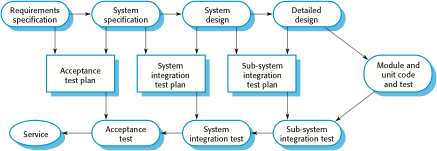 Requirements
specification
System
specification
System
design
Detailed
design
Acceptance
test plan
System
integration
test plan
Sub-system
integration
test plan
Module and
unit code
and test
Service
Acceptance
test
System
integration test
Sub-system
integration test